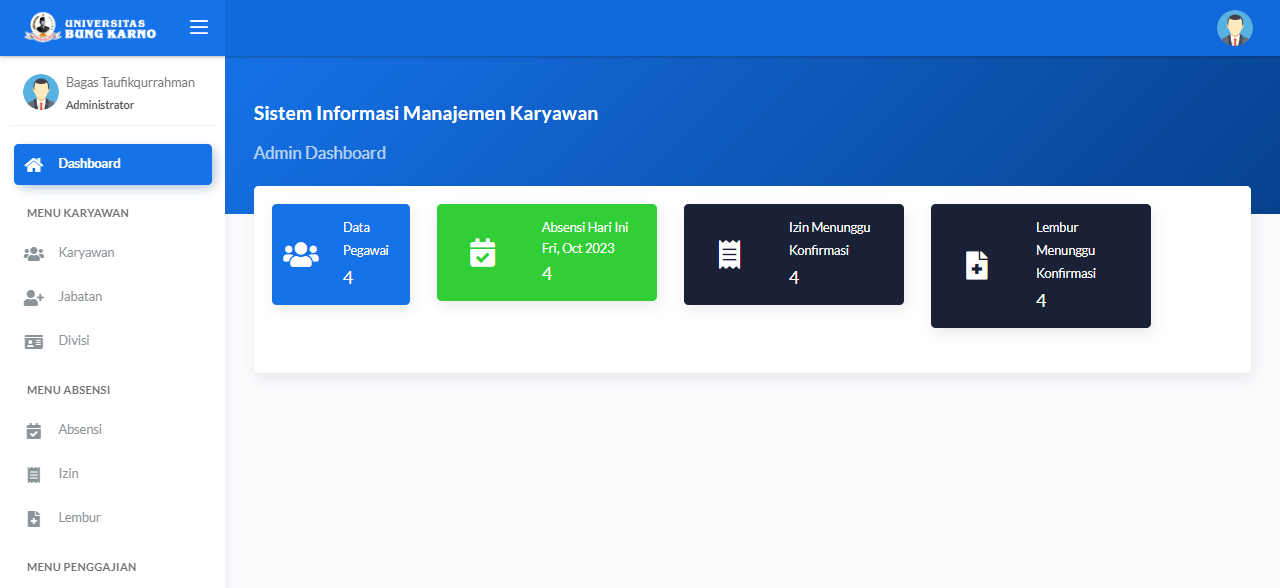 UNIVERSITAS
BUNG KARNO
Bagas Taufikqurrahman
Administrator
Dashboard
MENU KARYAWAN
Karyawan
Jabatan
Divisi
MENU ABSENSI
Absensi
Izin
Lembur
MENU PENGGAJIAN
Sistem Informasi Manajemen Karyawan
Admin Dashboard
Data
Pegawai
4
Absensi Hari Ini
Fri, Oct 2023
4
Izin Menunggu
Konfirmasi
4
Lembur
Menunggu
Konfirmasi
4